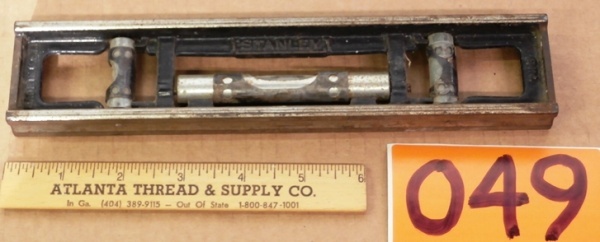 STANLEY
1 2 3 4 5 6
ATLANTA THREAD & SUPPLY CO.
In Ga. (404) 389-9115 — Out Of State 1-800-847-1001
049